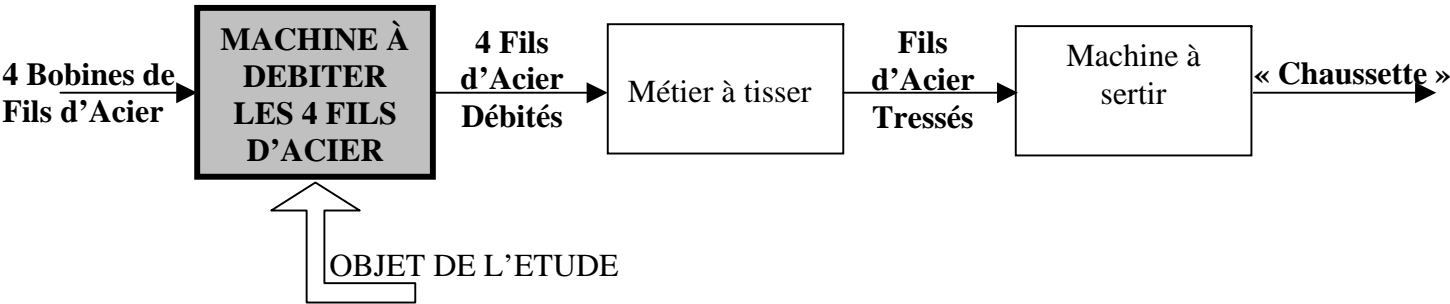 4 Bobines de
Fils d’Acier
MACHINE À
DEBITER
LES 4 FILS
D’ACIER
4 Fils
d’Acier
Débités
Métier à tisser
Fils
d’Acier
Tressés
Machine à
sertir
« Chaussette »
OBJET DE L’ETUDE